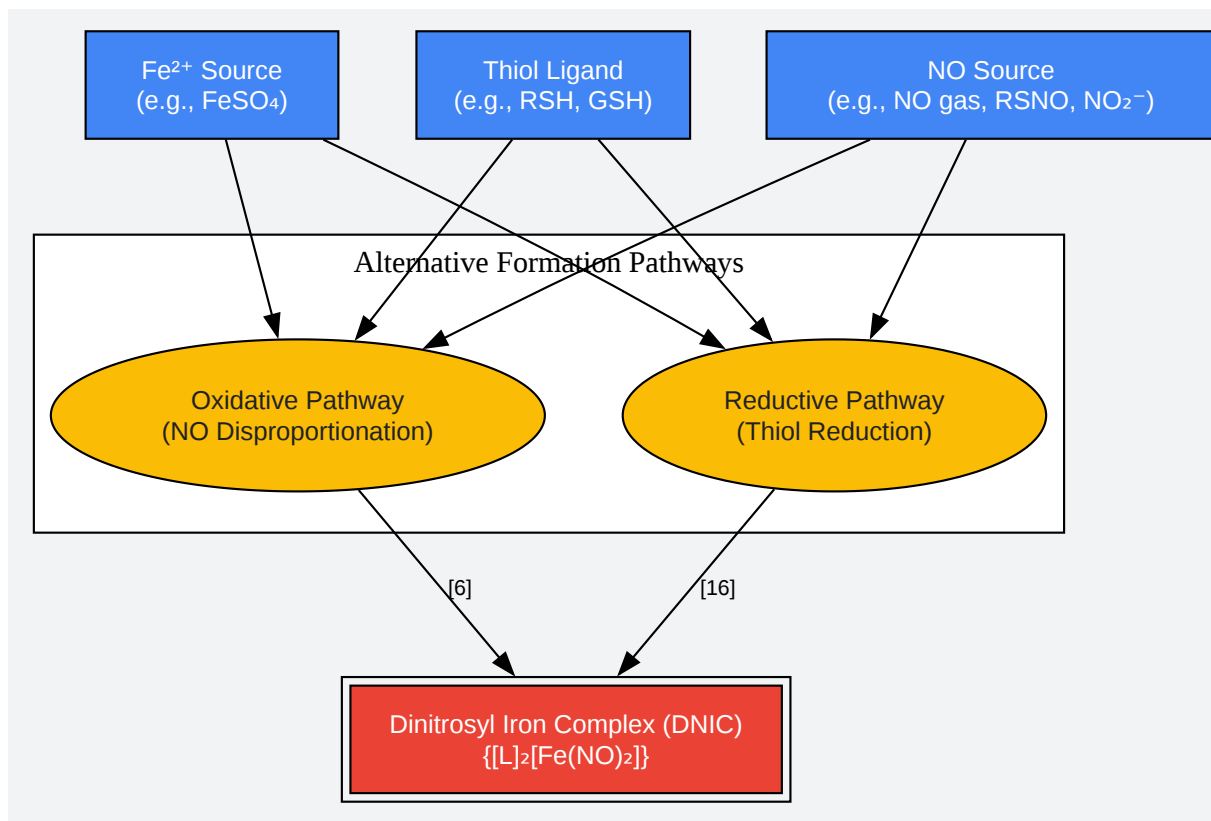 Fe²⁺ Source
(e.g., FeSO₄)
Thiol Ligand
(e.g., RSH, GSH)
NO Source
(e.g., NO gas, RSNO, NO₂⁻)
Alternative Formation Pathways
Oxidative Pathway
(NO Disproportionation)
Reductive Pathway
(Thiol Reduction)
[6]
[16]
Dinitrosyl Iron Complex (DNIC)
{[L]₂[Fe(NO)₂]}